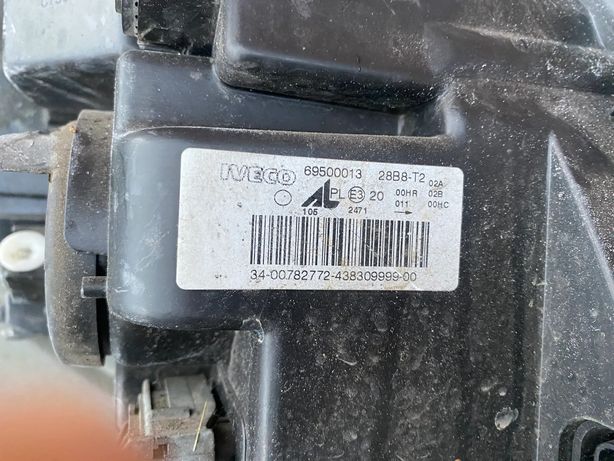 IVECO 69500013 28B8-T2
AL PL E3 20 00HR 02A 02B
011 → 00HC
105 2471
34-00782772-438309999-00